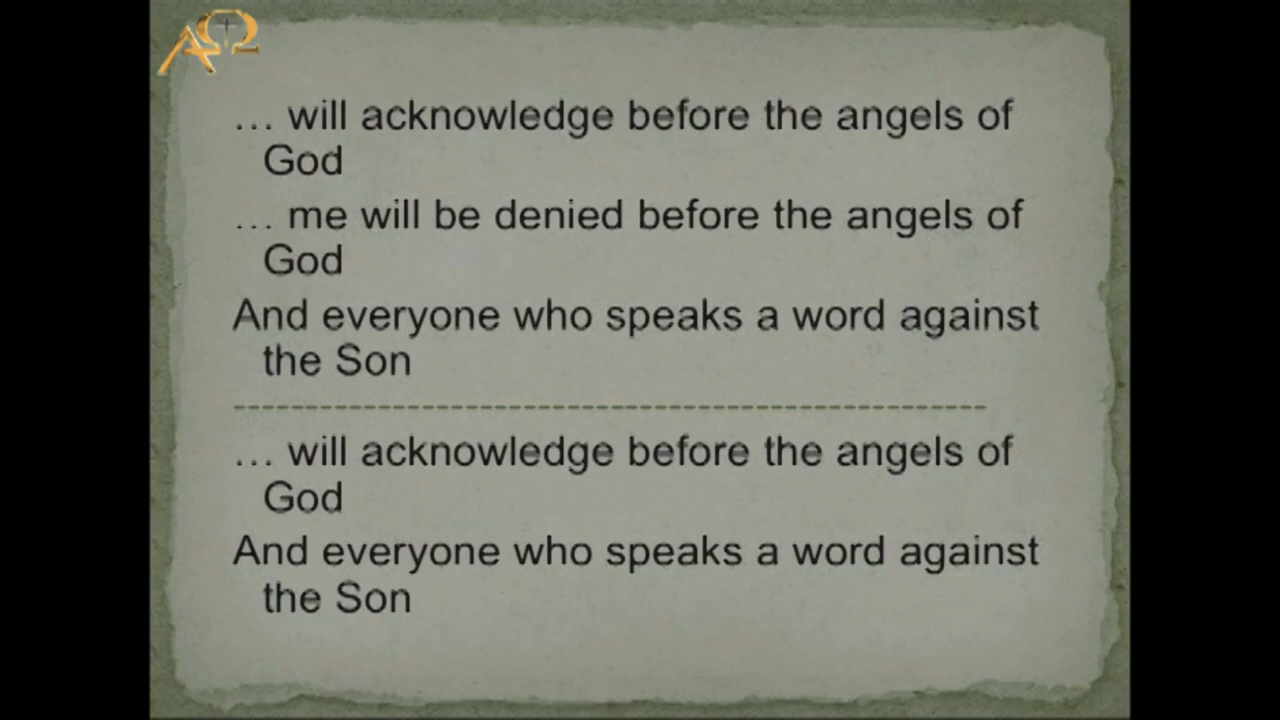 ΑΩ
… will acknowledge before the angels of
God
… me will be denied before the angels of
God
And everyone who speaks a word against
the Son
----------------------------------------------------
… will acknowledge before the angels of
God
And everyone who speaks a word against
the Son